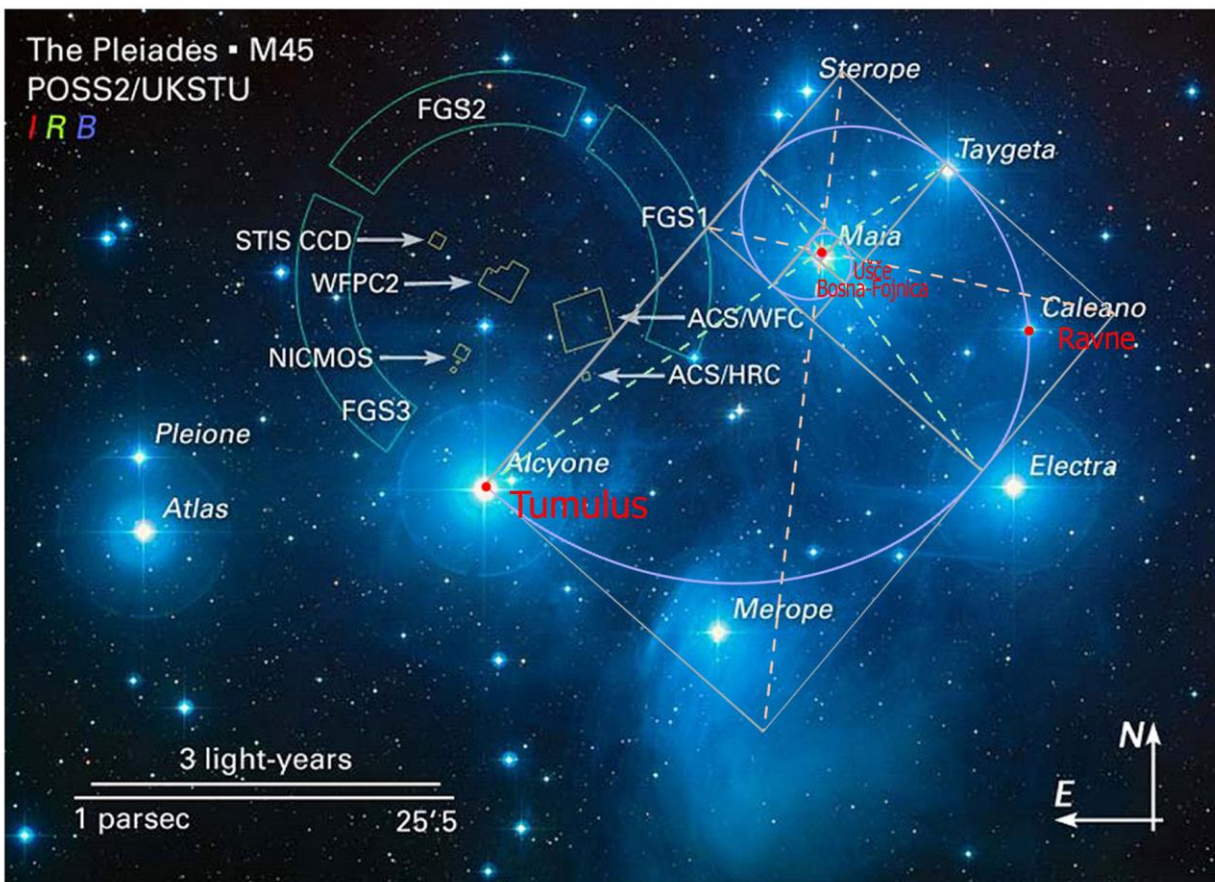 The Pleiades ▪ M45
POSS2/UKSTU
I R B
FGS2
Sterope
Taygeta
FGS1
STIS CCD
Maia
WFPC2
Ušče
Bosna-Fojnica
ACS/WFC
Caleano
Ravne
NICMOS
ACS/HRC
FGS3
Pleione
Alcyone
Electra
Atlas
Tumulus
Merope
3 light-years
N
E
1 parsec
25'.5